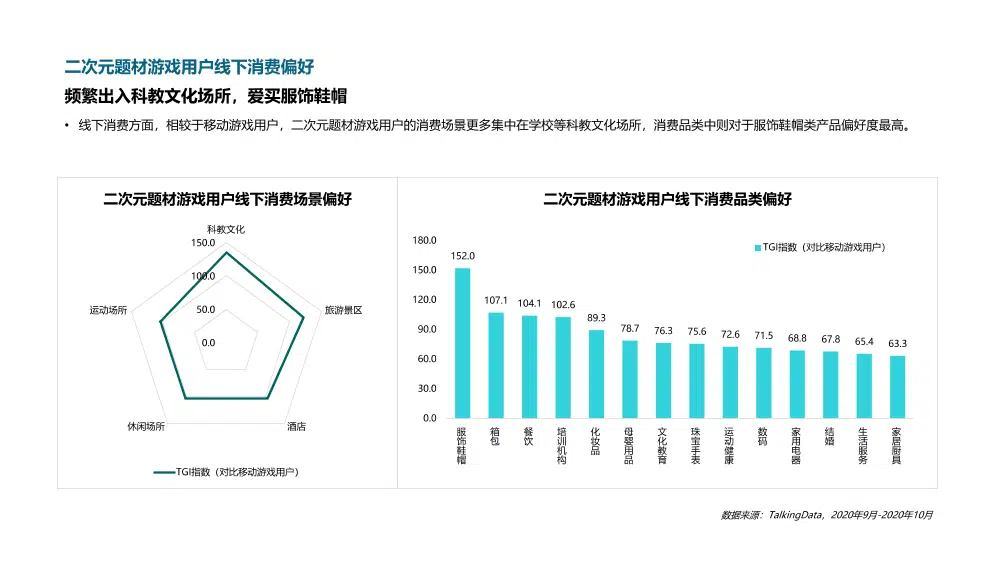 二次元题材游戏用户线下消费偏好
频繁出入科教文化场所，爱买服饰鞋帽
• 线下消费方面，相较于移动游戏用户，二次元题材游戏用户的消费场景更多集中在学校等科教文化场所，消费品类中则对于服饰鞋帽类产品偏好度最高。
二次元题材游戏用户线下消费场景偏好
科教文化
150.0
100.0
50.0
0.0
运动场所
旅游景区
休闲场所
酒店
TGI指数（对比移动游戏用户）
二次元题材游戏用户线下消费品类偏好
TGI指数（对比移动游戏用户）
180.0
150.0
120.0
90.0
60.0
30.0
0.0
152.0
107.1
104.1
102.6
89.3
78.7
76.3
75.6
72.6
71.5
68.8
67.8
65.4
63.3
服饰鞋帽
箱包
餐饮
培训机构
化妆品
母婴用品
文化教育
珠宝手表
运动健康
数码
家用电器
结婚
生活服务
家居厨具
数据来源：TalkingData，2020年9月-2020年10月